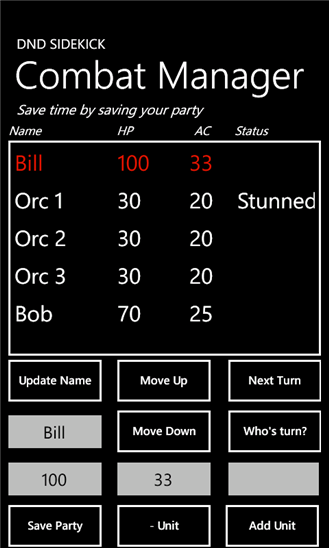 DND SIDEKICK
Combat Manager
Save time by saving your party
Name HP AC Status
Bill 100 33
Orc 1 30 20 Stunned
Orc 2 30 20
Orc 3 30 20
Bob 70 25
Update Name Move Up Next Turn
Bill Move Down Who's turn?
100 33
Save Party - Unit Add Unit